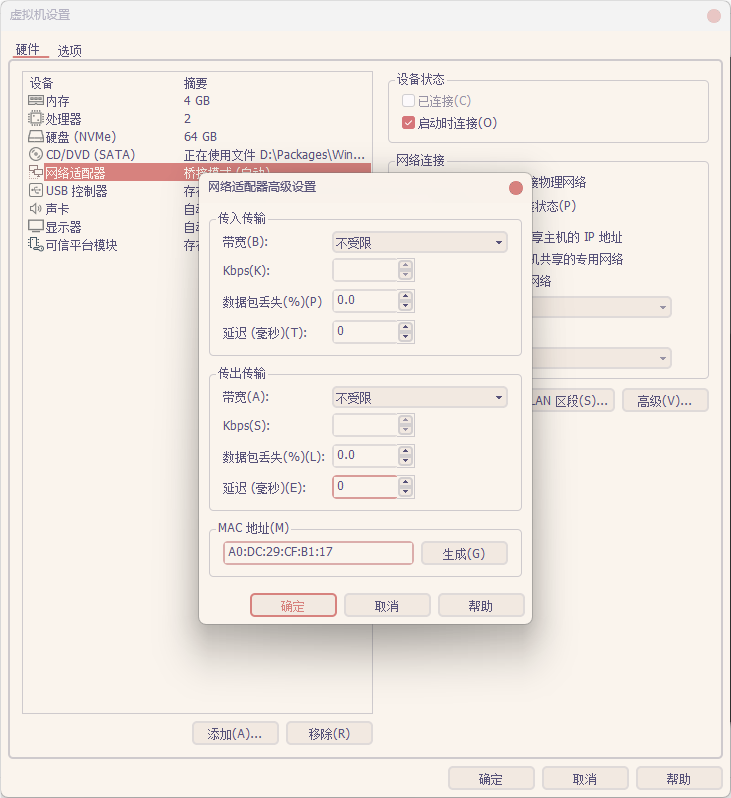 虚拟机设置
硬件 选项
设备 摘要
内存 4 GB
处理器 2
硬盘 (NVMe) 64 GB
CD/DVD (SATA) 正在使用文件 D:\Packages\Win...
网络适配器 桥接模式 (自动)
USB 控制器 存
声卡 自
显示器 自
可信平台模块 存
添加(A)... 移除(R)
设备状态
已连接(C)
启动时连接(O)
网络连接
物理网络
状态(P)
享主机的 IP 地址
共享的专用网络
网络
LAN 区段(S)... 高级(V)...
网络适配器高级设置
传入传输
带宽(B): 不受限
Kbps(K):
数据包丢失(%)(P) 0.0
延迟 (毫秒)(T): 0
传出传输
带宽(A): 不受限
Kbps(S):
数据包丢失(%)(L): 0.0
延迟 (毫秒)(E): 0
MAC 地址(M)
A0:DC:29:CF:B1:17 生成(G)
确定 取消 帮助
确定 取消 帮助